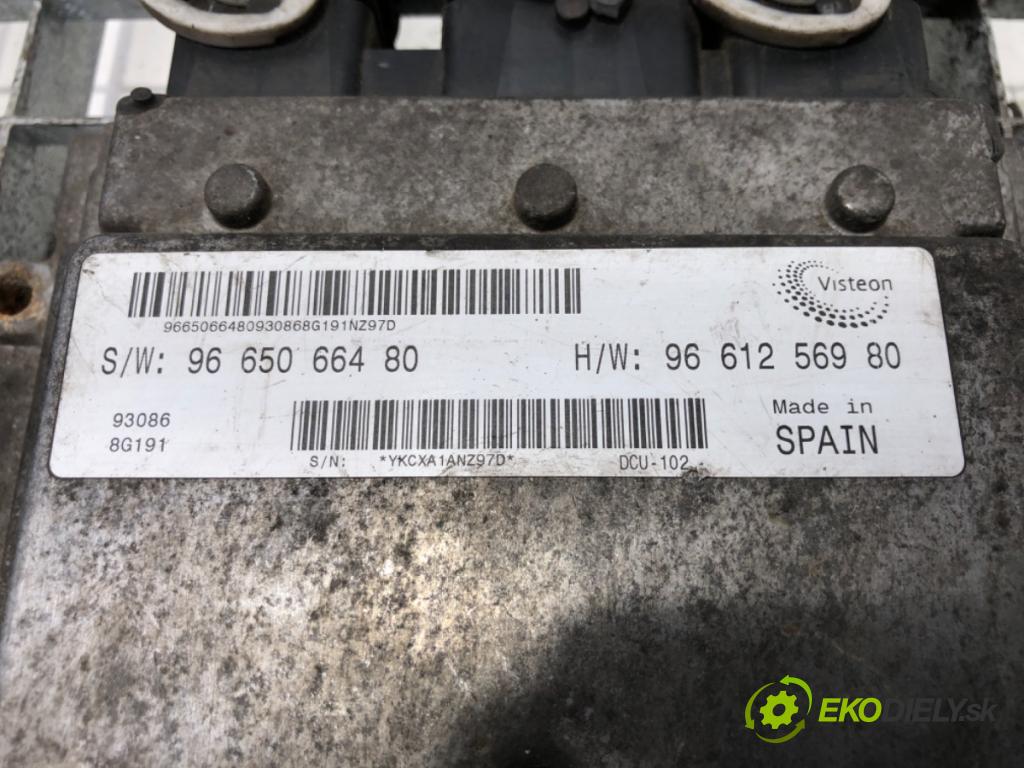 Visteon
9665066480930868G191NZ97D
S/W: 96 650 664 80
H/W: 96 612 569 80
93086
8G191
Made in
SPAIN
S/N: *YKCXA1ANZ97D*
DCU-102
EKODIELY.sk